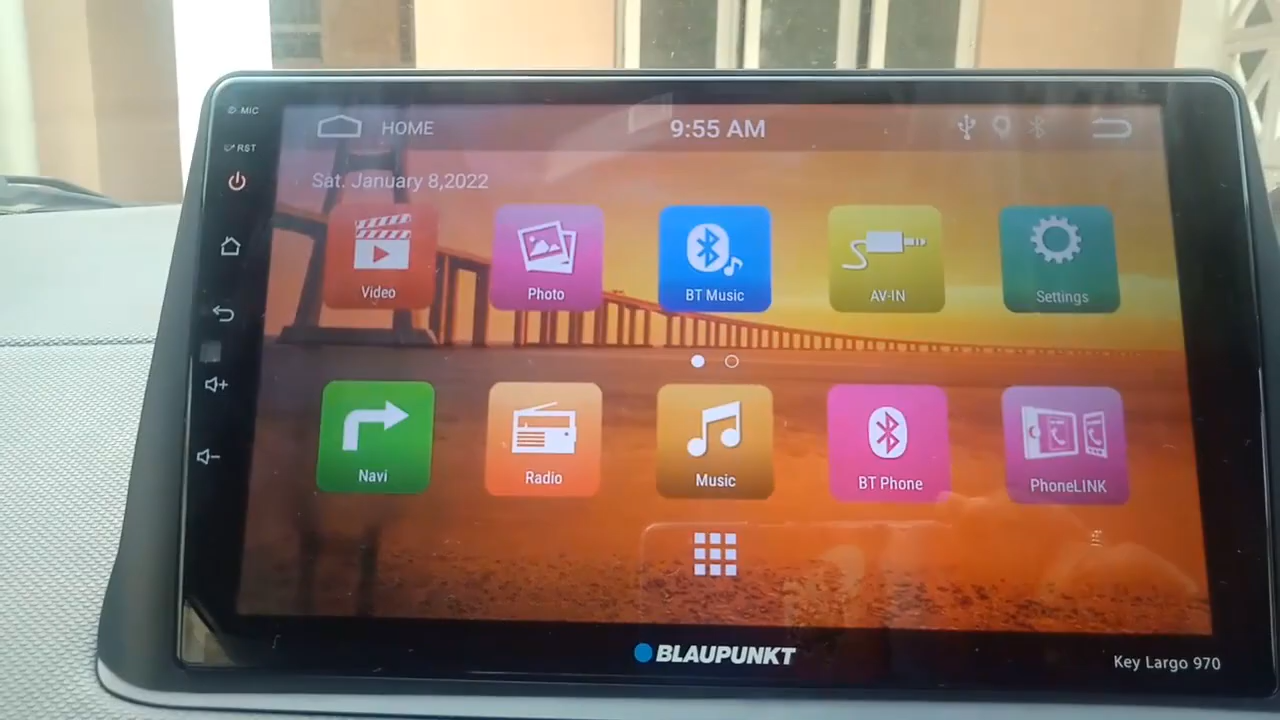 MIC
RST
HOME
9:55 AM
Sat. January 8,2022
Video
Photo
BT Music
AV-IN
Settings
Navi
Radio
Music
BT Phone
PhoneLINK
BLAUPUNKT
Key Largo 970